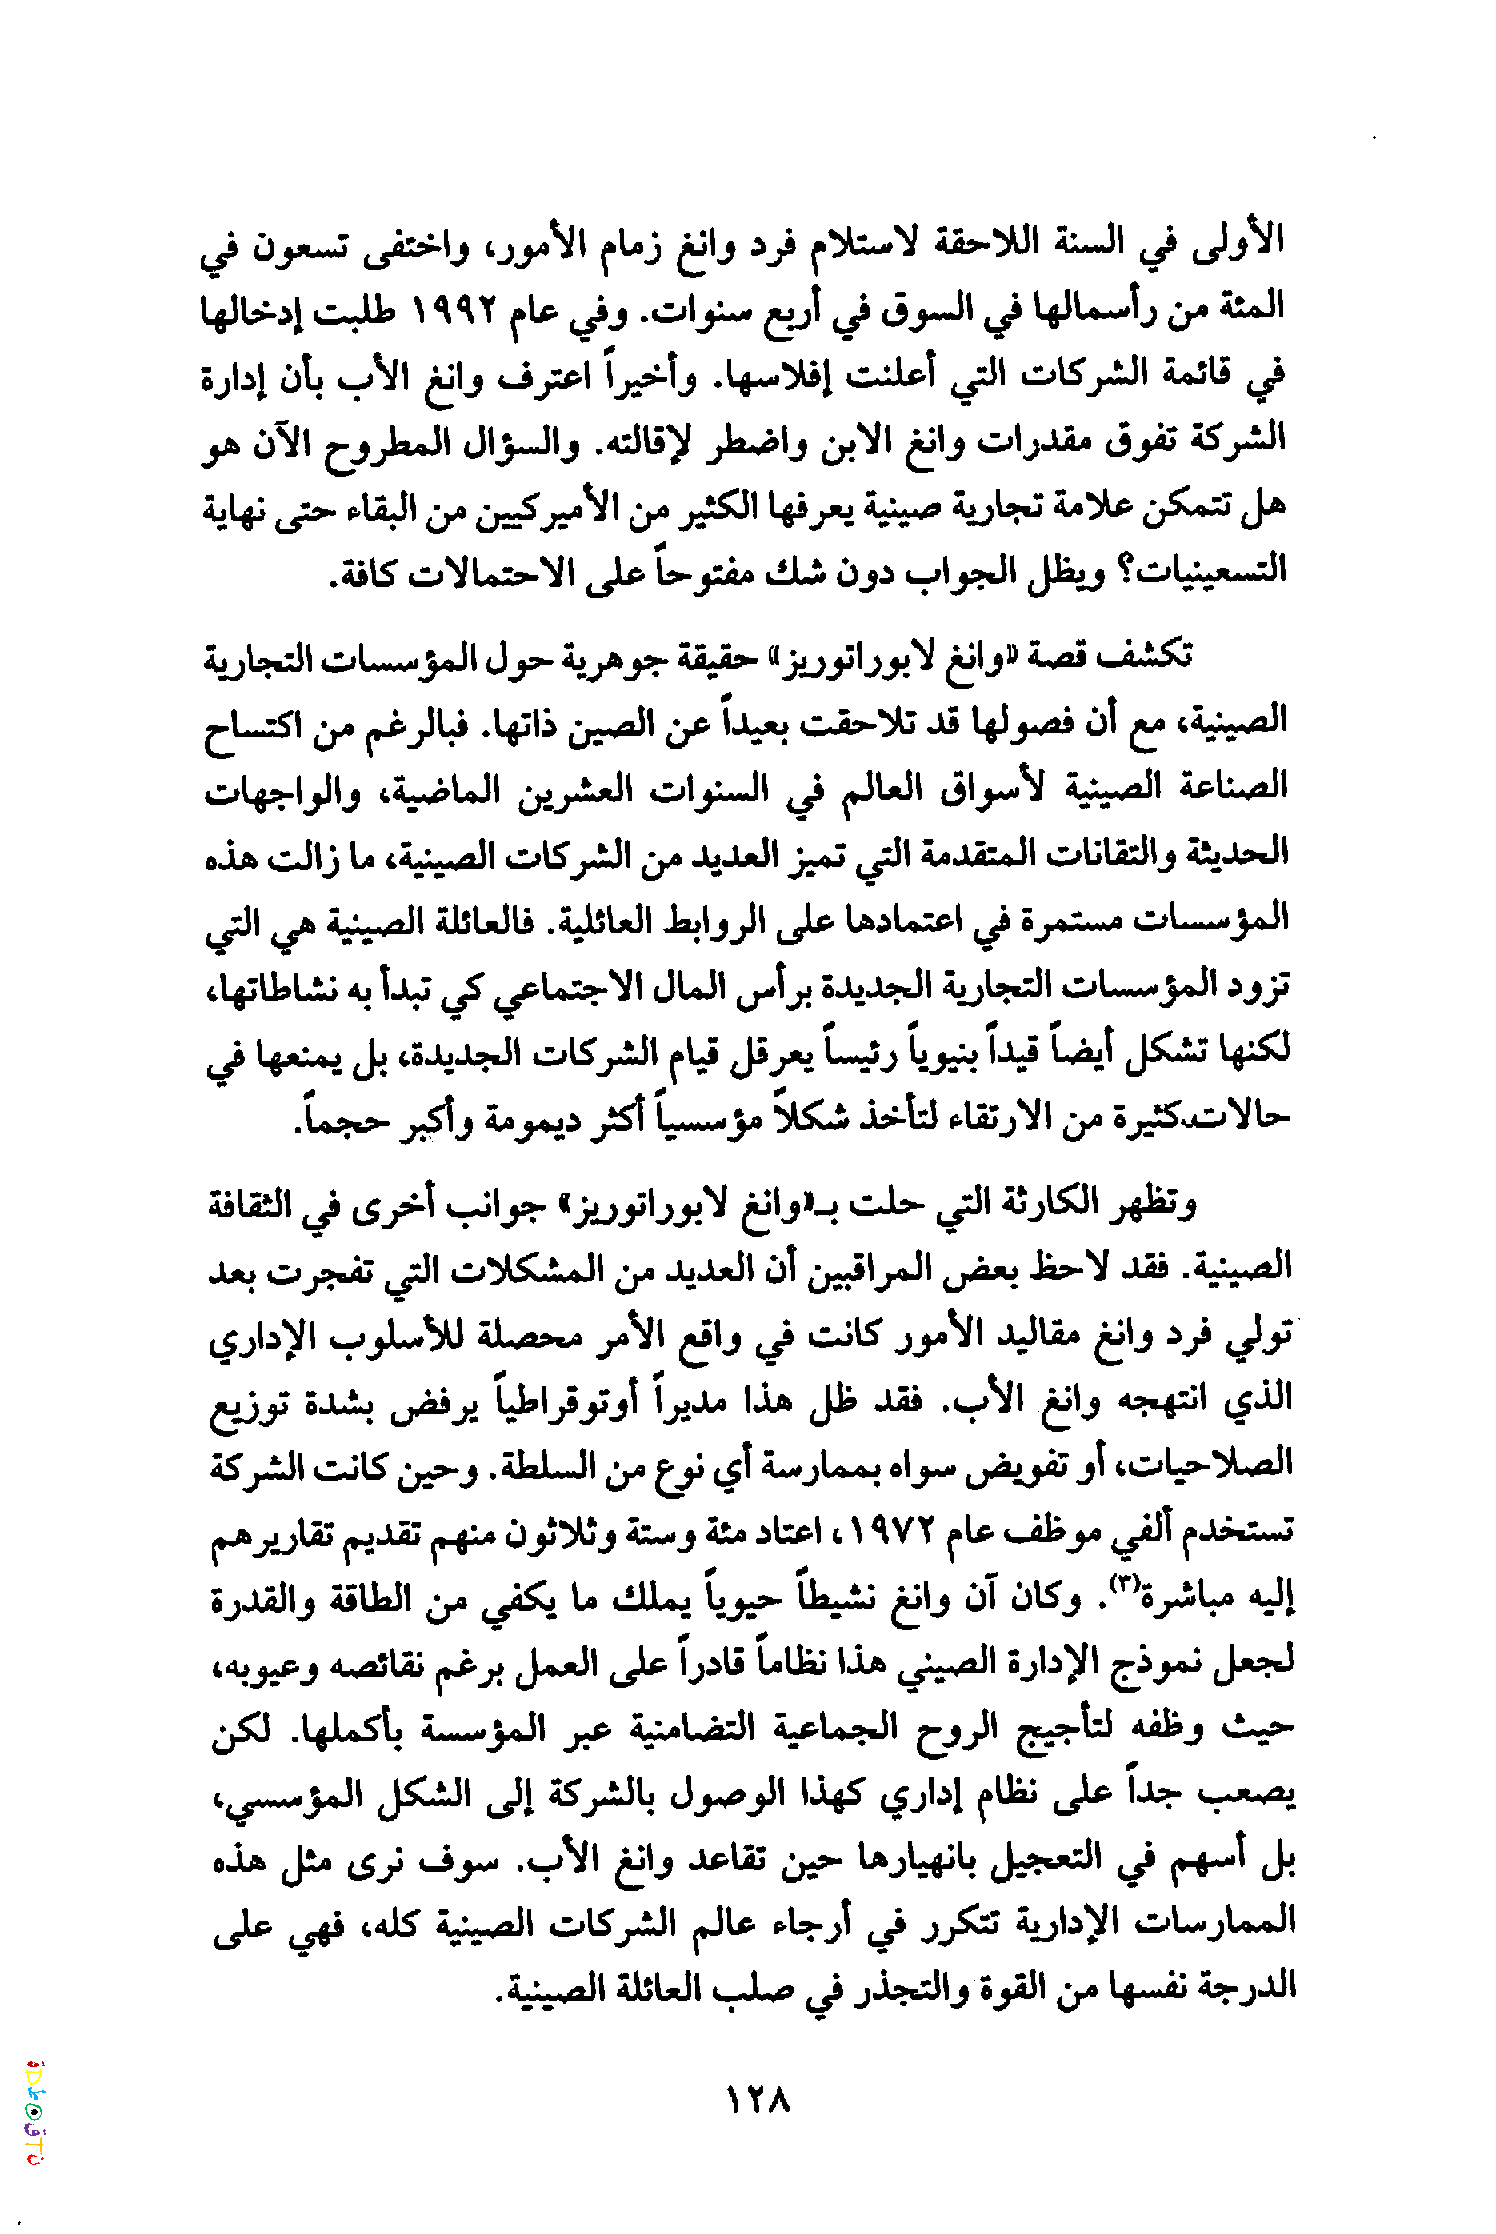 الأولى في السنة اللاحقة لاستلام فرد وانغ زمام الأمور، واختفى تسعون في
المئة من رأسمالها في السوق في أربع سنوات. وفي عام ١٩٩٢ طلبت إدخالها
في قائمة الشركات التي أعلنت إفلاسها. وأخيراً اعترف وانغ الأب بأن إدارة
الشركة تفوق مقدرات وانغ الابن واضطر لإقالته. والسؤال المطروح الآن هو
هل تتمكن علامة تجارية صينية يعرفها الكثير من الأميركيين من البقاء حتى نهاية
التسعينيات؟ ويظل الجواب دون شك مفتوحاً على الاحتمالات كافة.
تكشف قصة «وانغ لابوراتوريز» حقيقة جوهرية حول المؤسسات التجارية
الصينية، مع أن فصولها قد تلاحقت بعيداً عن الصين ذاتها. فبالرغم من اكتساح
الصناعة الصينية لأسواق العالم في السنوات العشرين الماضية، والواجهات
الحديثة والتقانات المتقدمة التي تميز العديد من الشركات الصينية، ما زالت هذه
المؤسسات مستمرة في اعتمادها على الروابط العائلية. فالعائلة الصينية هي التي
تزود المؤسسات التجارية الجديدة برأس المال الاجتماعي كي تبدأ به نشاطاتها،
لكنها تشكل أيضاً قيداً بنيوياً رئيساً يعرقل قيام الشركات الجديدة، بل يمنعها في
حالات كثيرة من الارتقاء لتأخذ شكلاً مؤسسياً أكثر ديمومة وأكبر حجماً.
وتظهر الكارثة التي حلت بـ«وانغ لابوراتوريز» جوانب أخرى في الثقافة
الصينية. فقد لاحظ بعض المراقبين أن العديد من المشكلات التي تفجرت بعد
تولي فرد وانغ مقاليد الأمور كانت في واقع الأمر محصلة للأسلوب الإداري
الذي انتهجه وانغ الأب. فقد ظل هذا مديراً أوتوقراطياً يرفض بشدة توزيع
الصلاحيات، أو تفويض سواه بممارسة أي نوع من السلطة. وحين كانت الشركة
تستخدم ألفي موظف عام ١٩٧٢، اعتاد مئة وستة وثلاثون منهم تقديم تقاريرهم
إليه مباشرة(٣). وكان آن وانغ نشيطاً حيوياً يملك ما يكفي من الطاقة والقدرة
لجعل نموذج الإدارة الصيني هذا نظاماً قادراً على العمل برغم نقائصه وعيوبه،
حيث وظفه لتأجيج الروح الجماعية التضامنية عبر المؤسسة بأكملها. لكن
يصعب جداً على نظام إداري كهذا الوصول بالشركة إلى الشكل المؤسسي،
بل أسهم في التعجيل بانهيارها حين تقاعد وانغ الأب. سوف نرى مثل هذه
الممارسات الإدارية تتكرر في أرجاء عالم الشركات الصينية كله، فهي على
الدرجة نفسها من القوة والتجذر في صلب العائلة الصينية.
١٢٨